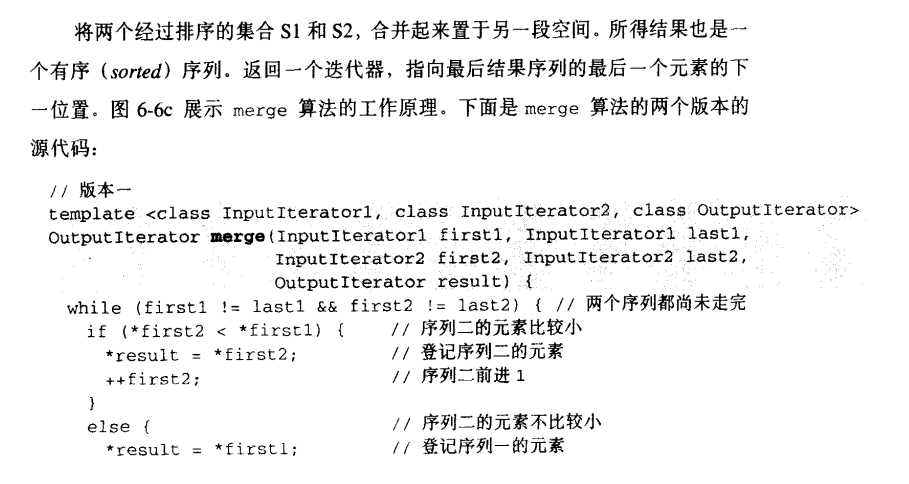 将两个经过排序的集合 S1 和 S2，合并起来置于另一段空间。所得结果也是一
个有序（sorted）序列。返回一个迭代器，指向最后结果序列的最后一个元素的下
一位置。图 6-6c 展示 merge 算法的工作原理。下面是 merge 算法的两个版本的
源代码：
// 版本一
template <class InputIterator1, class InputIterator2, class OutputIterator>
OutputIterator merge(InputIterator1 first1, InputIterator1 last1,
InputIterator2 first2, InputIterator2 last2,
OutputIterator result) {
while (first1 != last1 && first2 != last2) { // 两个序列都尚未走完
if (*first2 < *first1) { // 序列二的元素比较小
*result = *first2; // 登记序列二的元素
++first2; // 序列二前进 1
}
else { // 序列二的元素不比较小
*result = *first1; // 登记序列一的元素